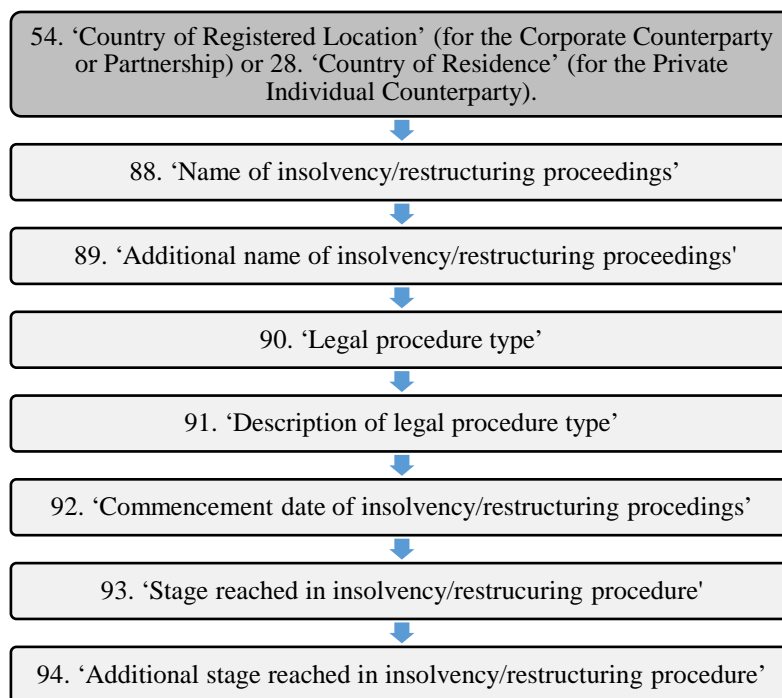 54. ‘Country of Registered Location’ (for the Corporate Counterparty
or Partnership) or 28. ‘Country of Residence’ (for the Private
Individual Counterparty).
88. ‘Name of insolvency/restructuring proceedings’
89. ‘Additional name of insolvency/restructuring proceedings'
90. ‘Legal procedure type’
91. ‘Description of legal procedure type’
92. ‘Commencement date of insolvency/restructuring procedings’
93. ‘Stage reached in insolvency/restrucuring procedure'
94. ‘Additional stage reached in insolvency/restructuring procedure’